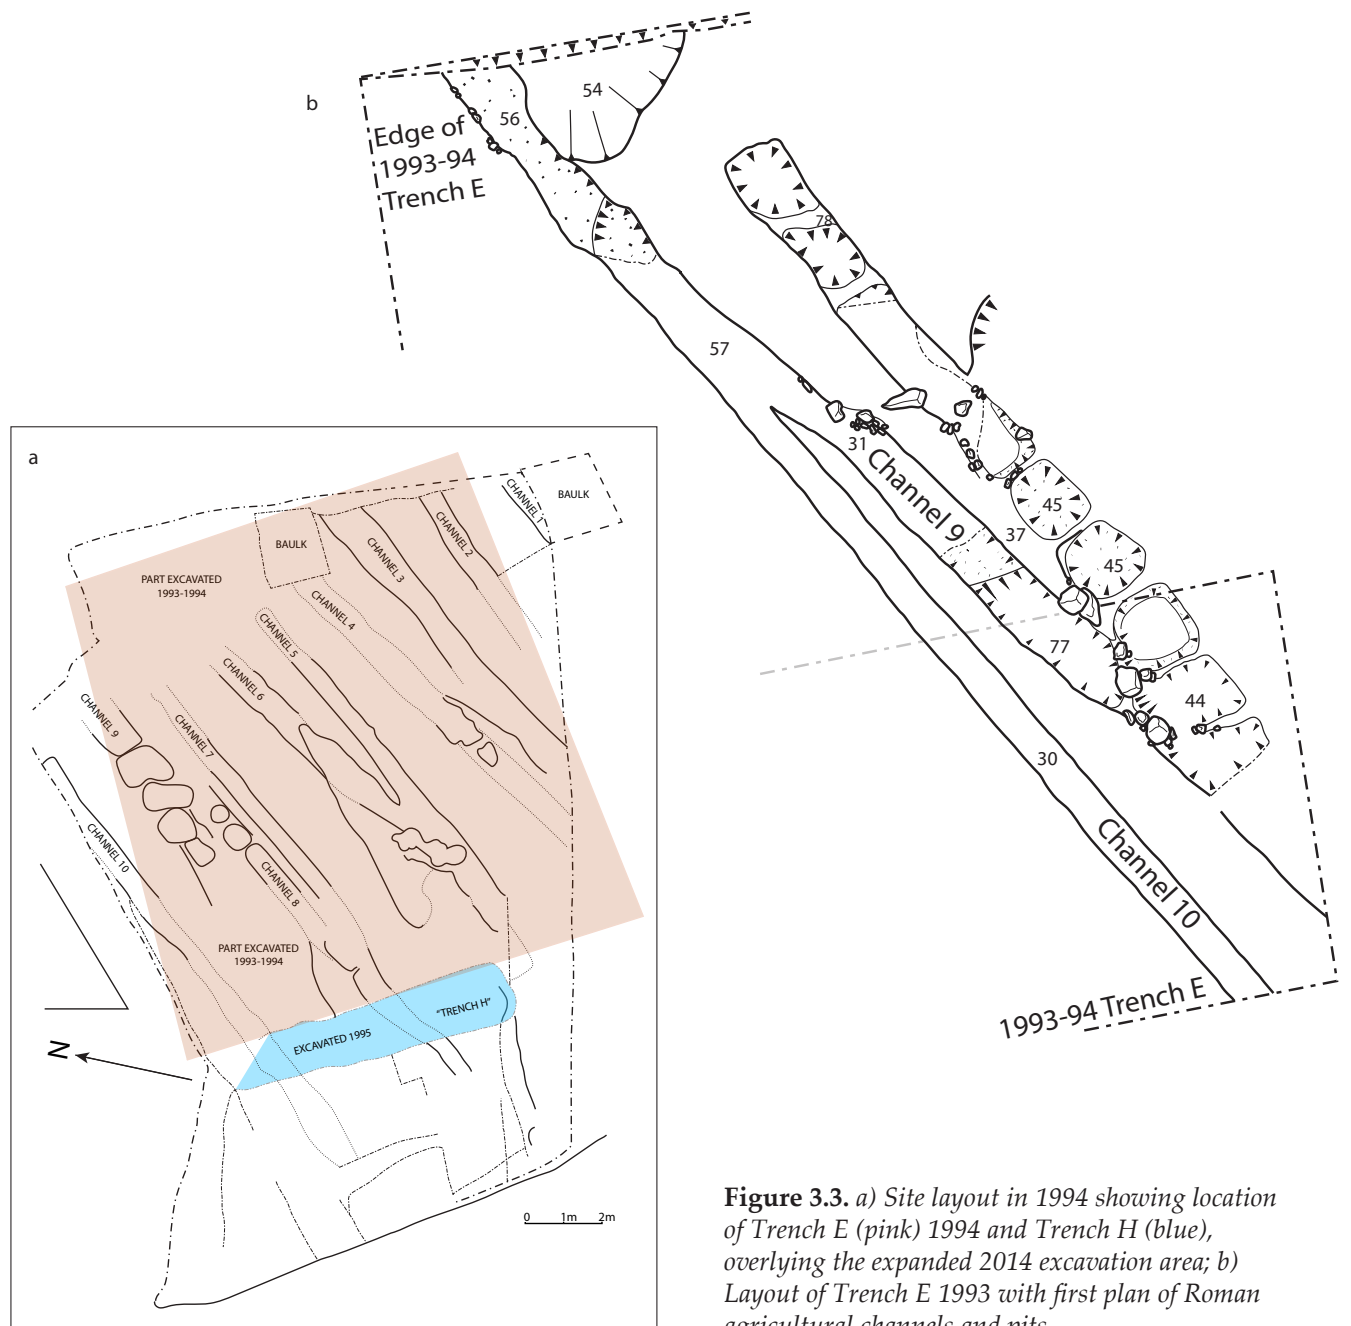 b
54
56
Edge of
1993-94
Trench E
78
57
31
Channel 9
37
45
45
77
44
30
Channel 10
1993-94 Trench E
a
CHANNEL 1
BAULK
CHANNEL 2
BAULK
CHANNEL 3
PART EXCAVATED
1993-1994
CHANNEL 4
CHANNEL 5
CHANNEL 6
CHANNEL 9
CHANNEL 7
CHANNEL 10
CHANNEL 8
PART EXCAVATED
1993-1994
"TRENCH H"
EXCAVATED 1995
N
0 1m 2m
Figure 3.3. a) Site layout in 1994 showing location
of Trench E (pink) 1994 and Trench H (blue),
overlying the expanded 2014 excavation area; b)
Layout of Trench E 1993 with first plan of Roman
agricultural channels and pits